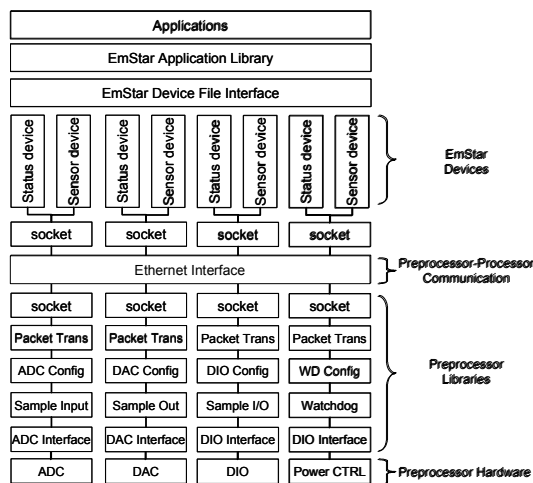 Applications
EmStar Application Library
EmStar Device File Interface
Status device Sensor device Status device Sensor device Status device Sensor device Status device Sensor device
EmStar
Devices
socket socket socket socket
Ethernet Interface
Preprocessor-Processor
Communication
socket socket socket socket
Packet Trans Packet Trans Packet Trans Packet Trans
ADC Config DAC Config DIO Config WD Config
Preprocessor
Libraries
Sample Input Sample Out Sample I/O Watchdog
ADC Interface DAC Interface DIO Interface DIO Interface
ADC DAC DIO Power CTRL
Preprocessor Hardware